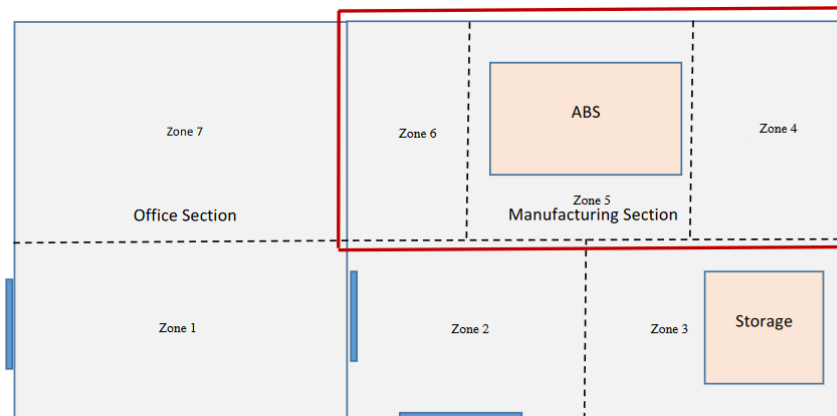 ABS
Zone 7
Zone 6
Zone 4
Zone 5
Office Section
Manufacturing Section
Zone 1
Zone 2
Zone 3
Storage